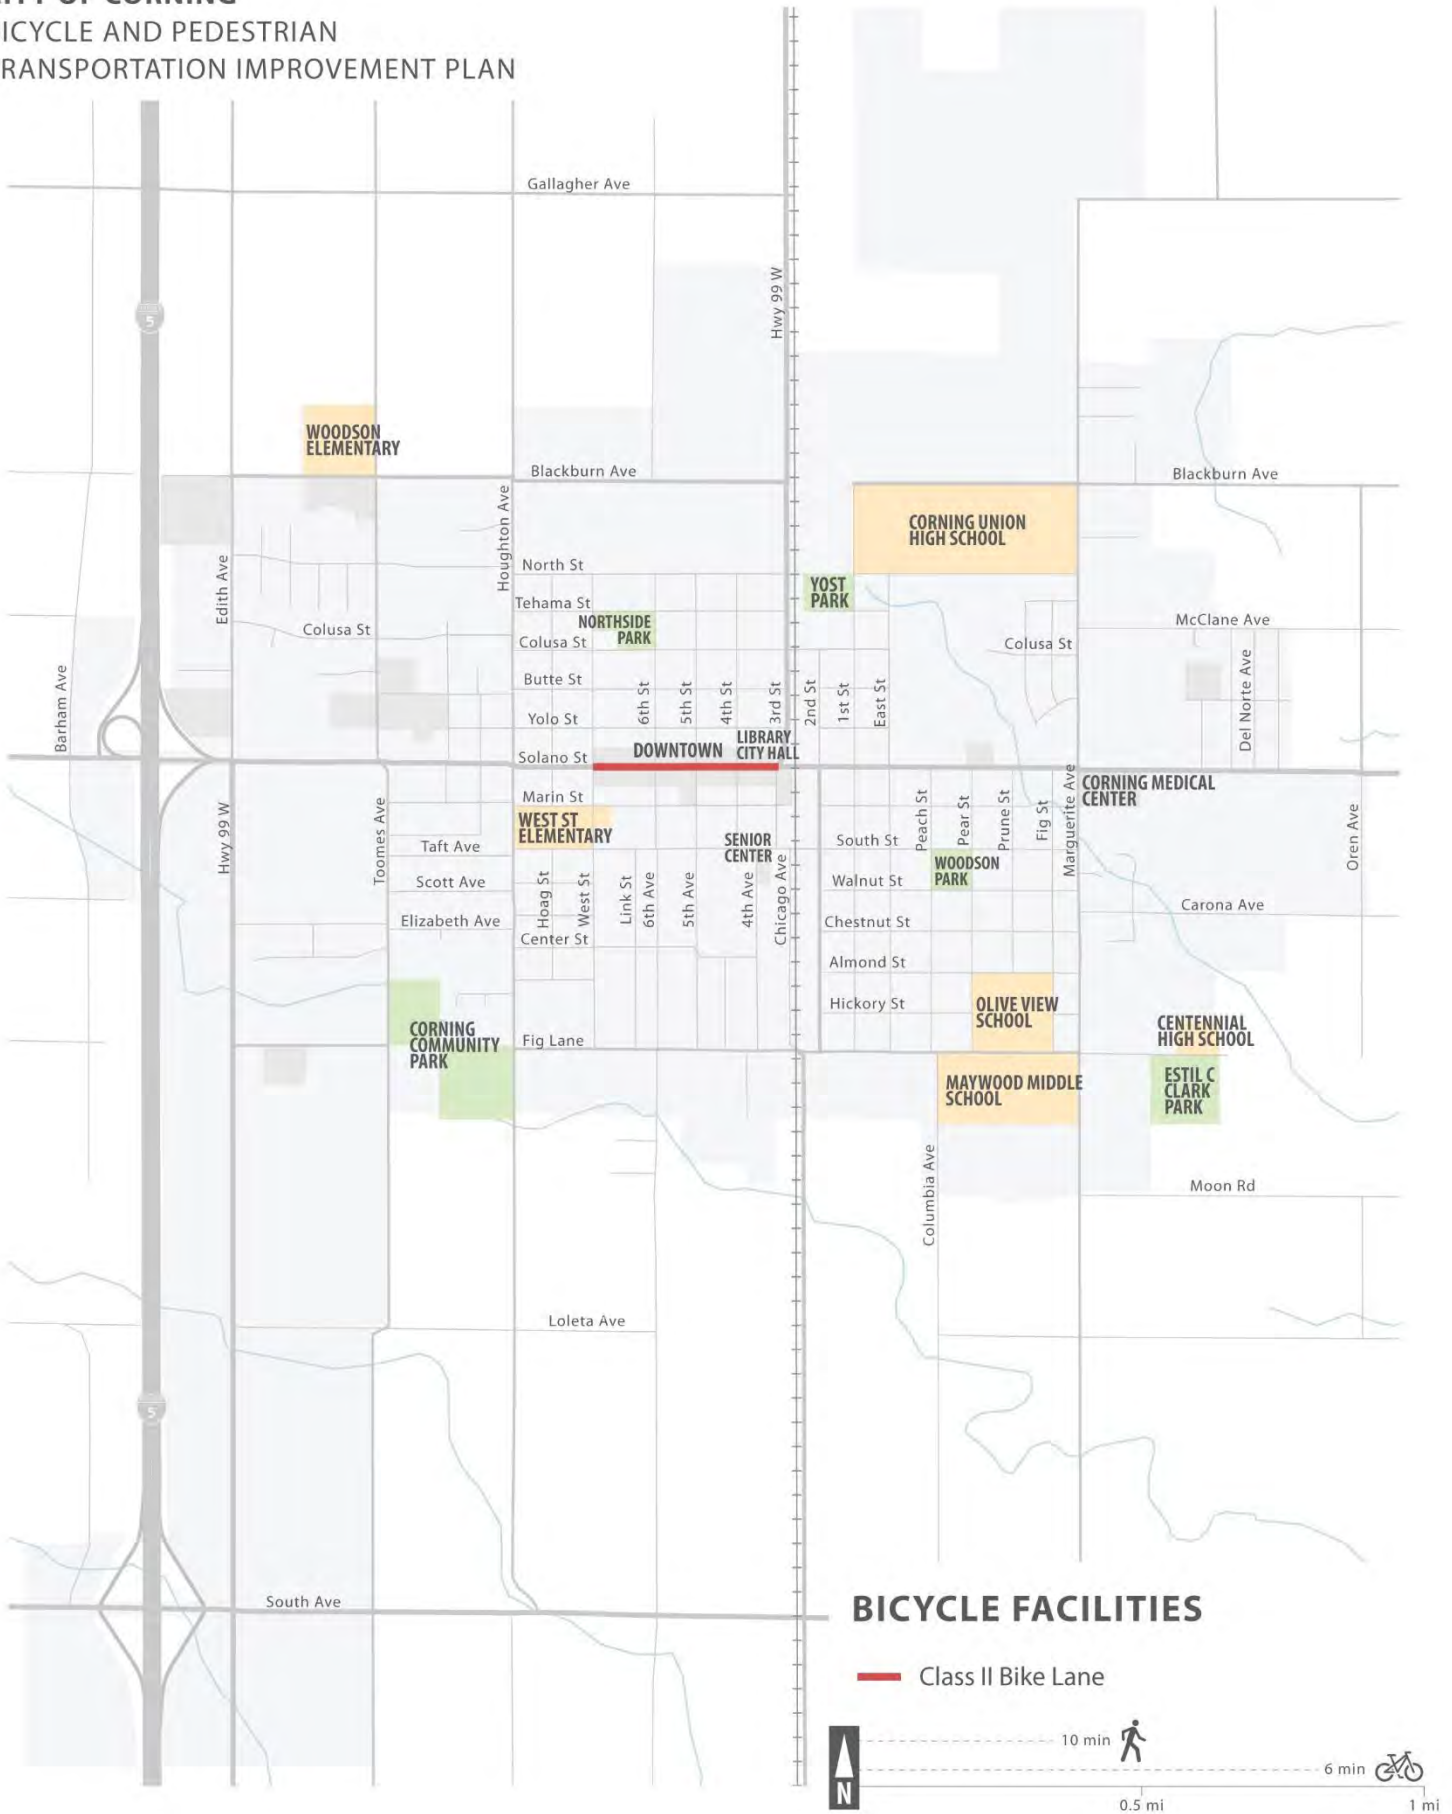 ICYCLE AND PEDESTRIAN
RANSPORTATION IMPROVEMENT PLAN
Gallagher Ave
Hwy 99 W
5
WOODSON
ELEMENTARY
Blackburn Ave
Blackburn Ave
Houghton Ave
CORNING UNION
HIGH SCHOOL
Edith Ave
North St
YOST
PARK
Tehama St
NORTHSIDE
PARK
Colusa St
Colusa St
Colusa St
McClane Ave
Barham Ave
Butte St
6th St
5th St
4th St
3rd St
2nd St
1st St
East St
Del Norte Ave
Yolo St
LIBRARY
CITY HALL
DOWNTOWN
Solano St
CORNING MEDICAL
CENTER
Marin St
Hwy 99 W
Toomes Ave
WEST ST
ELEMENTARY
Peach St
Pear St
Prune St
Fig St
Marguerite Ave
Oren Ave
Taft Ave
SENIOR
CENTER
South St
WOODSON
PARK
Scott Ave
Hoag St
West St
Link St
6th Ave
5th Ave
4th Ave
Chicago Ave
Walnut St
Carona Ave
Elizabeth Ave
Chestnut St
Center St
Almond St
Hickory St
OLIVE VIEW
SCHOOL
CORNING
COMMUNITY
PARK
Fig Lane
CENTENNIAL
HIGH SCHOOL
MAYWOOD MIDDLE
SCHOOL
ESTIL C
CLARK
PARK
Columbia Ave
Moon Rd
Loleta Ave
5
South Ave
BICYCLE FACILITIES
Class II Bike Lane
10 min
6 min
N
0.5 mi
1 mi